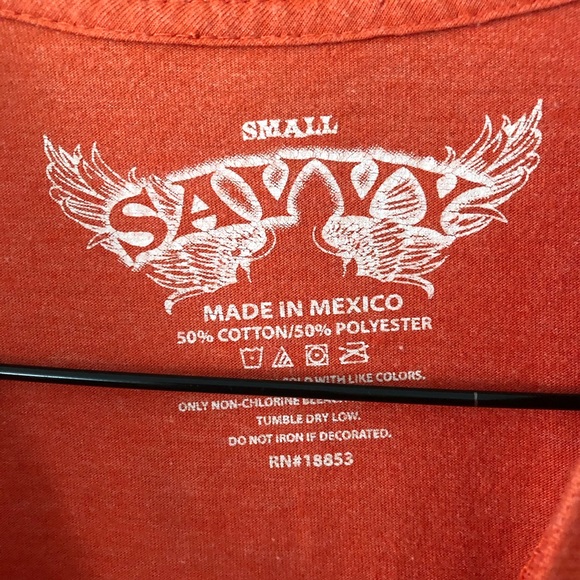 SMALL
MADE IN MEXICO
50% COTTON/50% POLYESTER
WITH LIKE COLORS.
ONLY NON-CHLORINE
TUMBLE DRY LOW.
DO NOT IRON IF DECORATED.
RN#18853